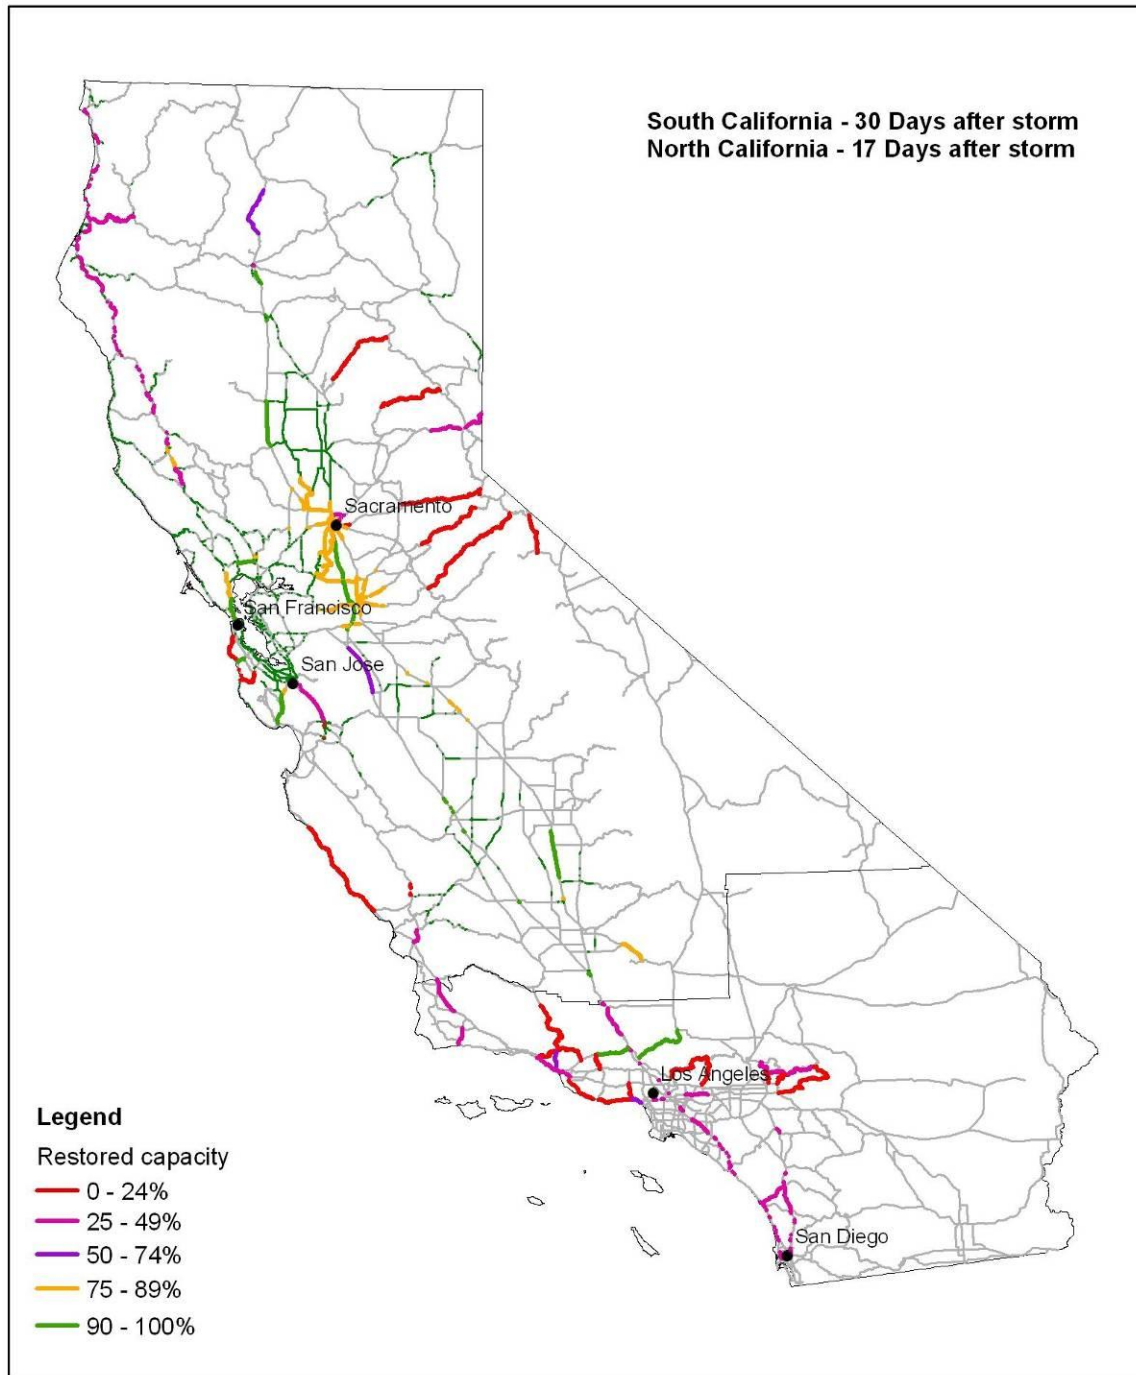 South California - 30 Days after storm
North California - 17 Days after storm
Sacramento
San Francisco
San Jose
Los Angeles
San Diego
Legend
Restored capacity
0 - 24%
25 - 49%
50 - 74%
75 - 89%
90 - 100%